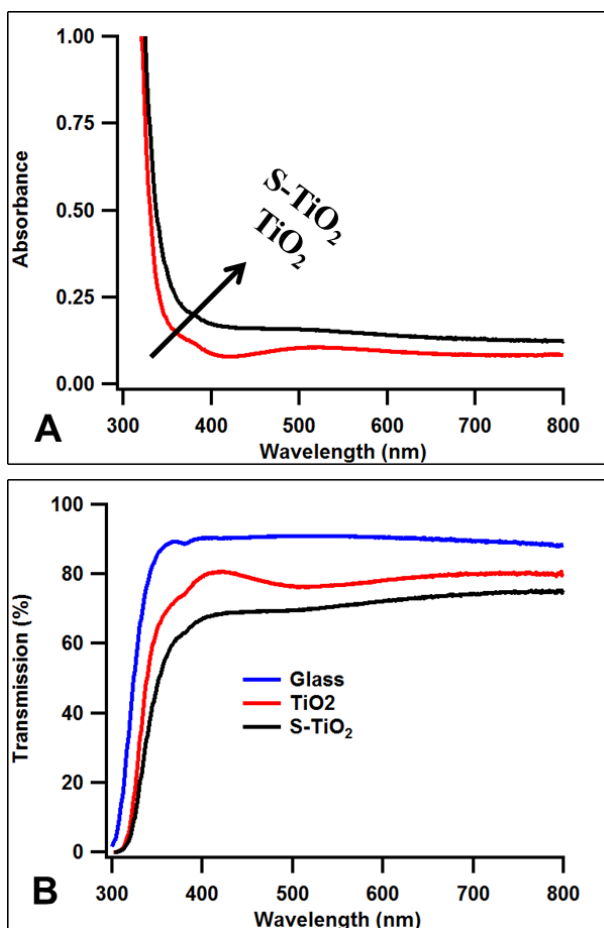 1.00
0.75
0.50
0.25
0.00
Absorbance
S-TiO₂
TiO₂
A
300 400 500 600 700 800
Wavelength (nm)
100
80
60
40
20
0
Transmission (%)
Glass
TiO2
S-TiO₂
B
300 400 500 600 700 800
Wavelength (nm)